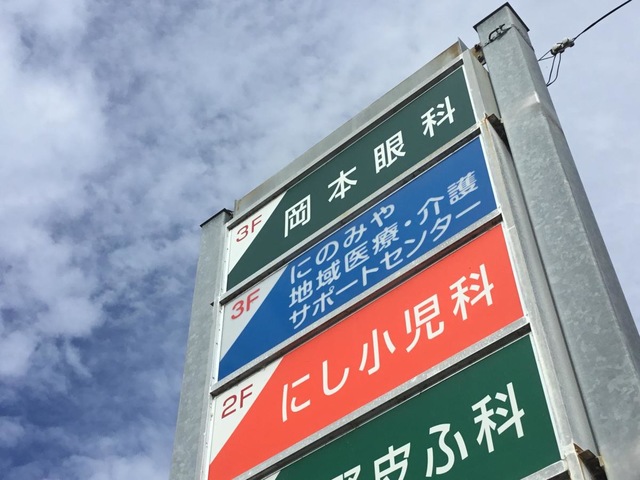 3F 岡本眼科
3F にのみや
地域医療・介護
サポートセンター
2F にし小児科
皮ふ科